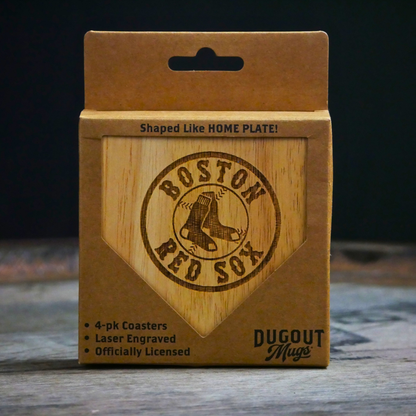 Shaped Like HOME PLATE!
BOSTON
RED SOX
• 4-pk Coasters
• Laser Engraved
• Officially Licensed
DUGOUT
Mugs